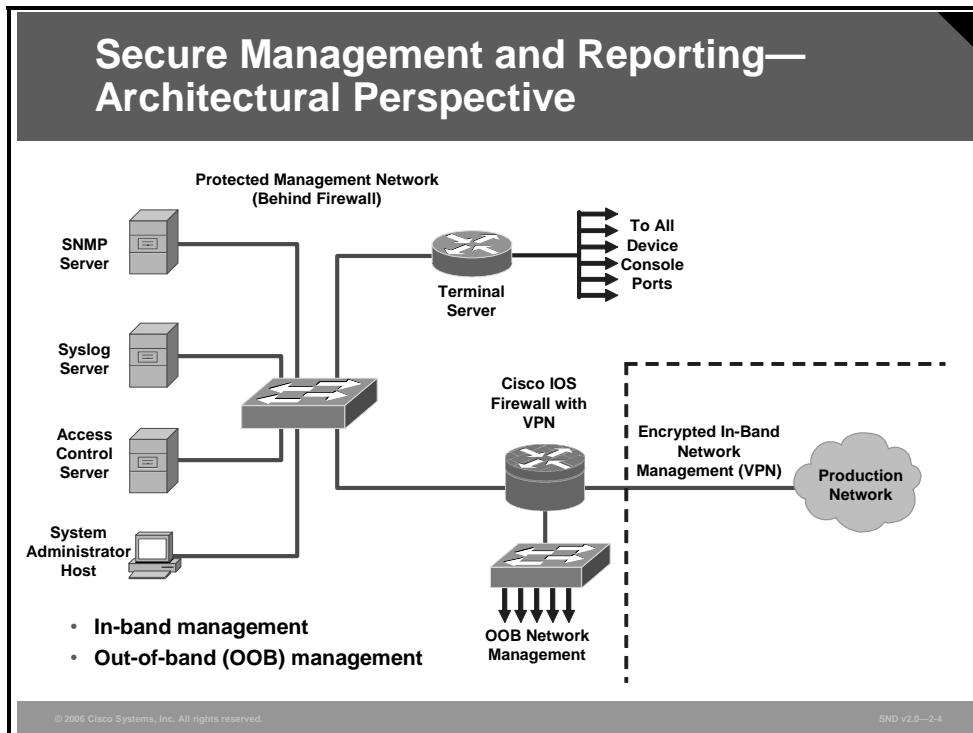 Secure Management and Reporting—
Architectural Perspective
Protected Management Network
(Behind Firewall)
SNMP
Server
To All
Device
Console
Ports
Terminal
Server
Syslog
Server
Cisco IOS
Firewall with
VPN
Access
Control
Server
Encrypted In-Band
Network
Management (VPN)
Production
Network
System
Administrator
Host
OOB Network
Management
• In-band management
• Out-of-band (OOB) management
© 2006 Cisco Systems, Inc. All rights reserved.
SND v2.0—2-4